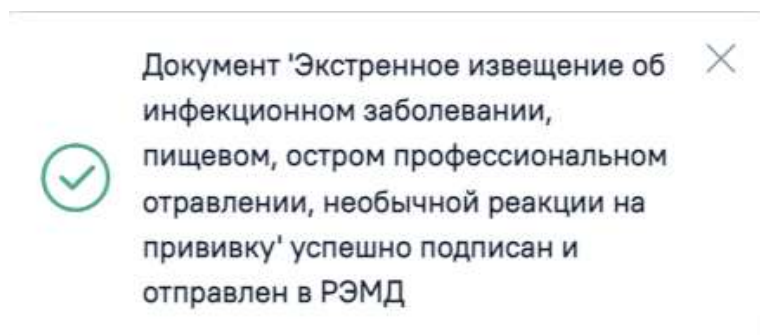 Документ 'Экстренное извещение об
инфекционном заболевании,
пищевом, остром профессиональном
отравлении, необычной реакции на
прививку' успешно подписан и
отправлен в РЭМД